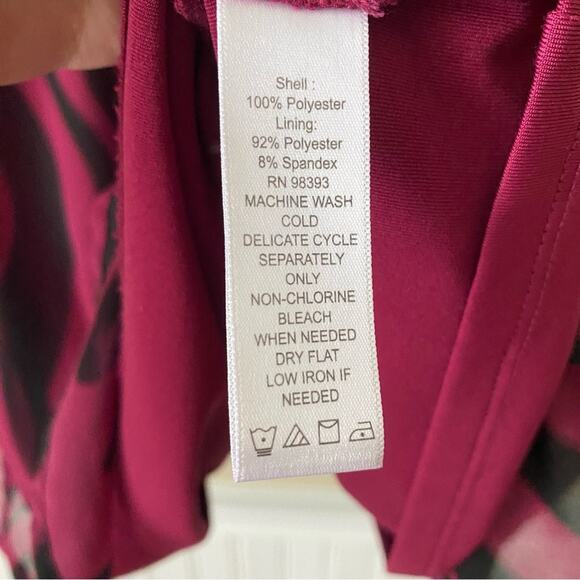 Shell :
100% Polyester
Lining:
92% Polyester
8% Spandex
RN 98393
MACHINE WASH
COLD
DELICATE CYCLE
SEPARATELY
ONLY
NON-CHLORINE
BLEACH
WHEN NEEDED
DRY FLAT
LOW IRON IF
NEEDED